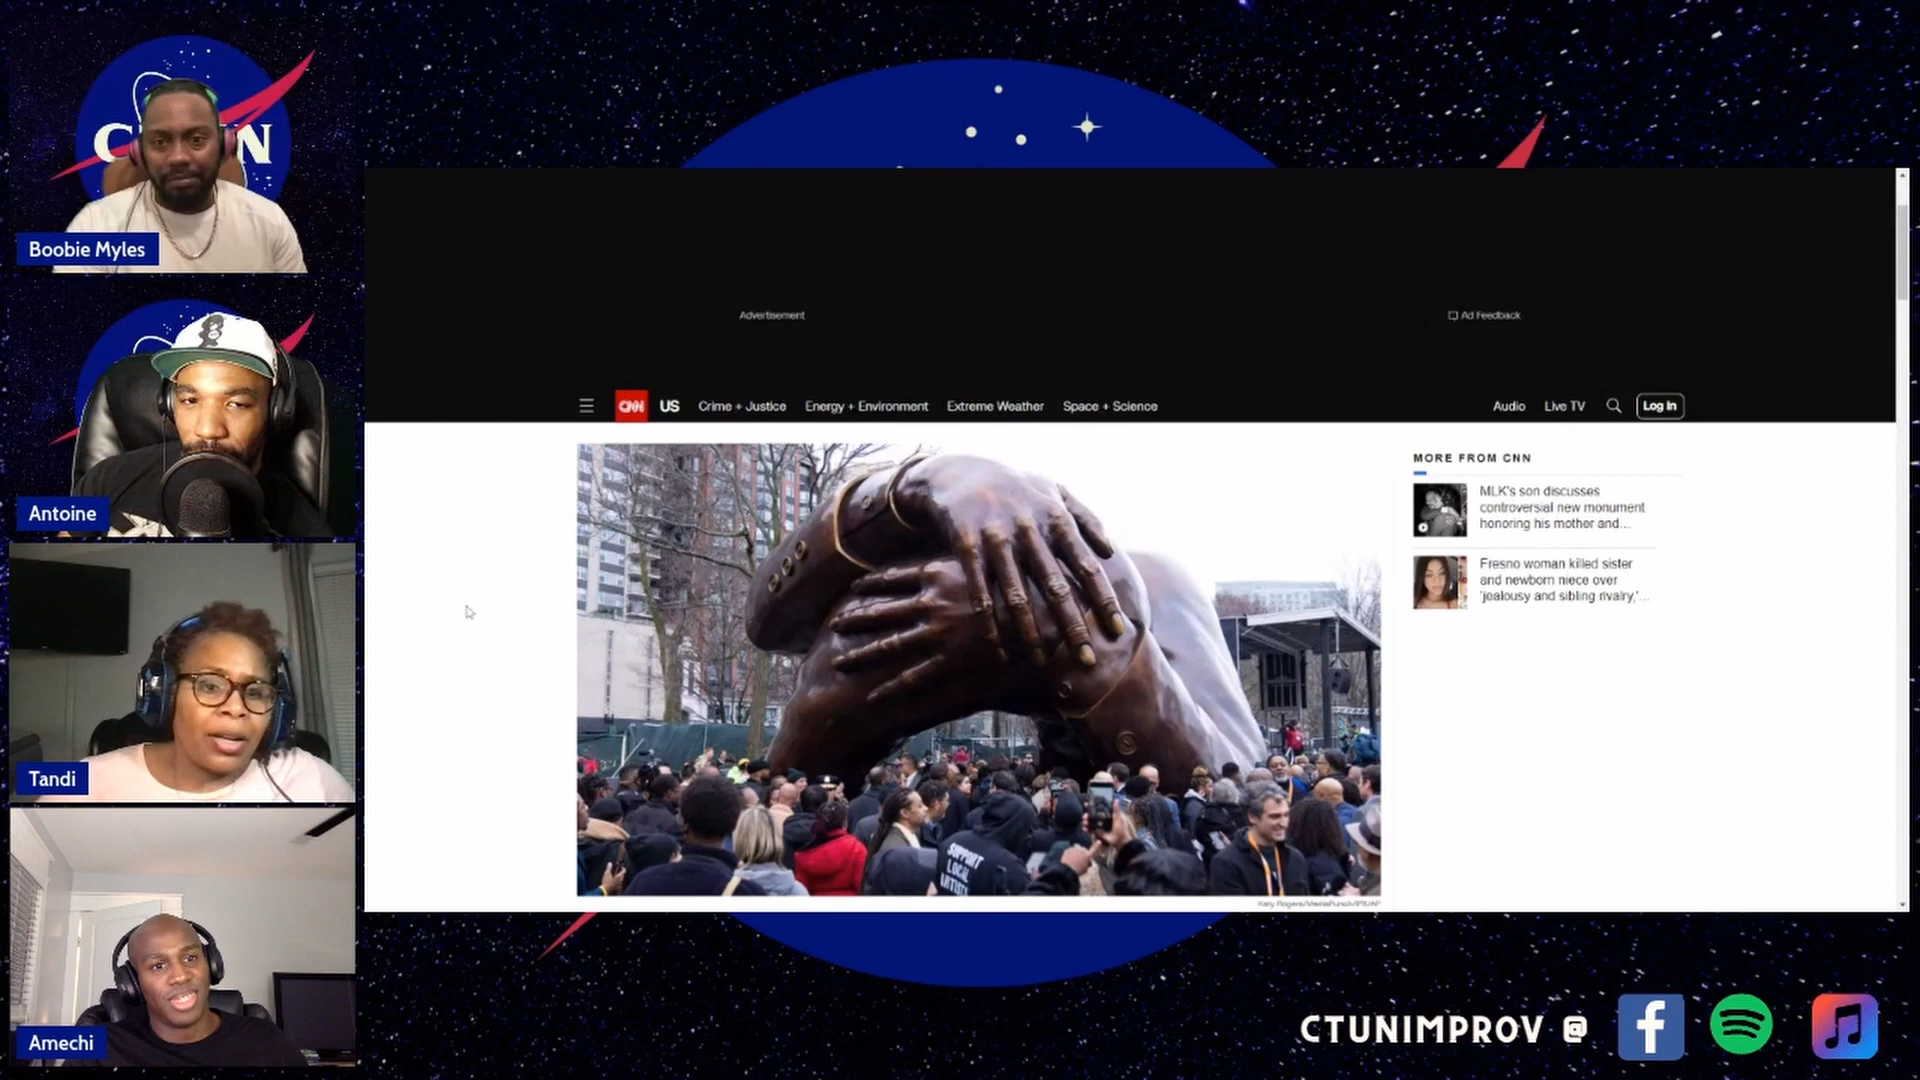 C N
Boobie Myles
Antoine
Tandi
Amechi
Advertisement
Ad Feedback
CNN US Crime + Justice Energy + Environment Extreme Weather Space + Science
Audio Live TV Log In
MORE FROM CNN
MLK's son discusses
controversial new monument
honoring his mother and...
Fresno woman killed sister
and newborn niece over
'jealousy and sibling rivalry,'...
SUPPORT
LOCAL
ARTISTS
CTUNIMPROV @